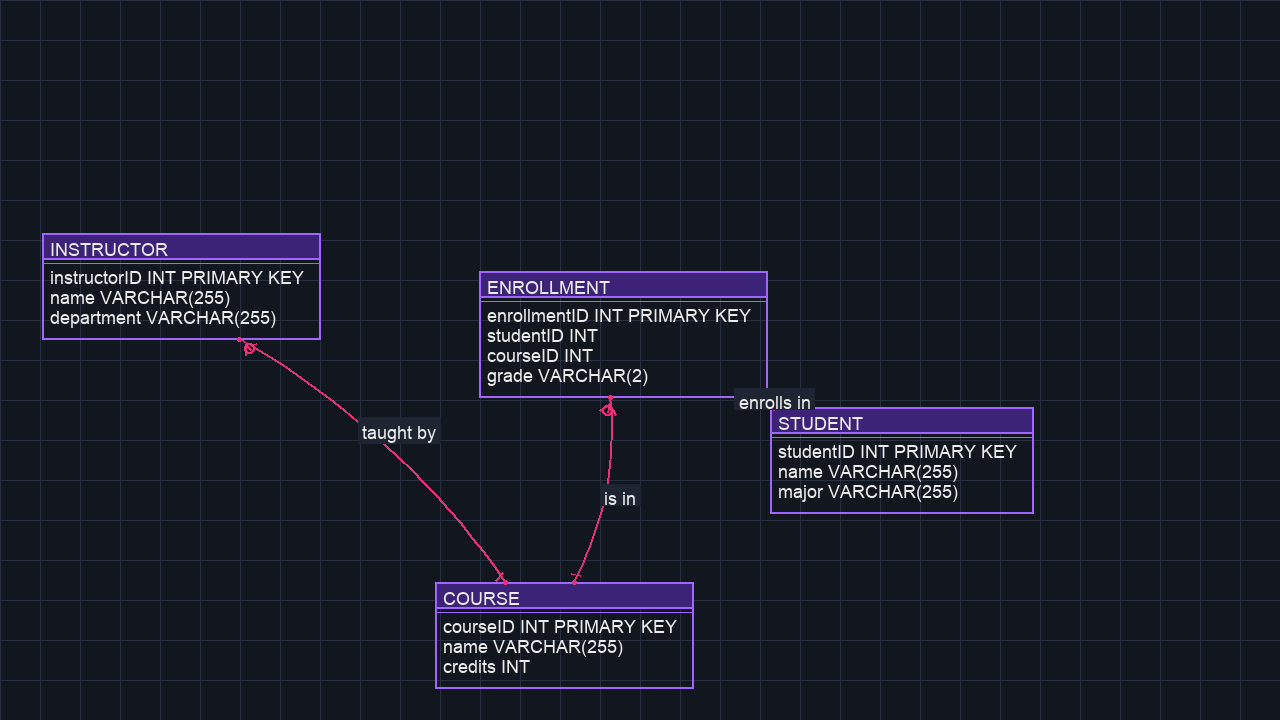 INSTRUCTOR
instructorID INT PRIMARY KEY
name VARCHAR(255)
department VARCHAR(255)
ENROLLMENT
enrollmentID INT PRIMARY KEY
studentID INT
courseID INT
grade VARCHAR(2)
enrolls in
STUDENT
studentID INT PRIMARY KEY
name VARCHAR(255)
major VARCHAR(255)
taught by
is in
COURSE
courseID INT PRIMARY KEY
name VARCHAR(255)
credits INT